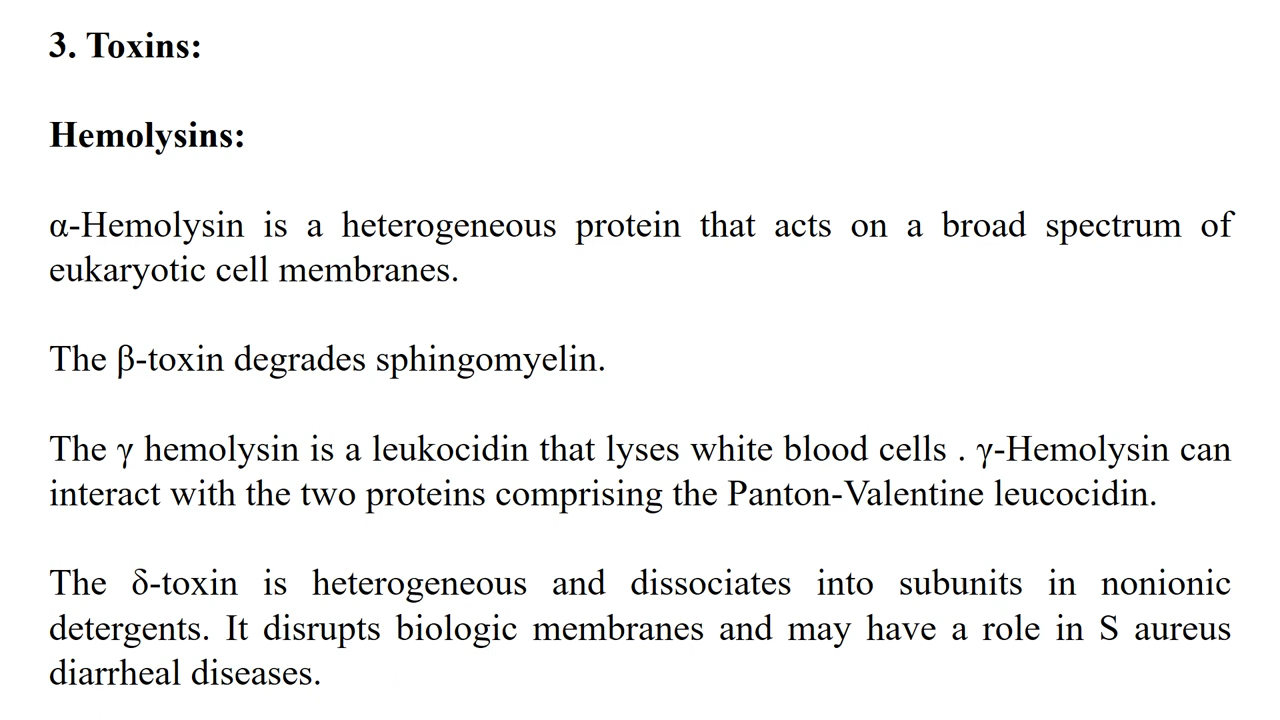 3. Toxins:
Hemolysins:
α-Hemolysin is a heterogeneous protein that acts on a broad spectrum of
eukaryotic cell membranes.
The β-toxin degrades sphingomyelin.
The γ hemolysin is a leukocidin that lyses white blood cells . γ-Hemolysin can
interact with the two proteins comprising the Panton-Valentine leucocidin.
The δ-toxin is heterogeneous and dissociates into subunits in nonionic
detergents. It disrupts biologic membranes and may have a role in S aureus
diarrheal diseases.